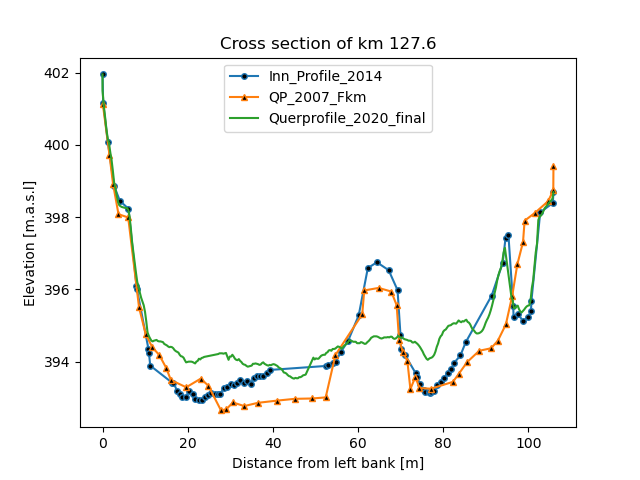 Cross section of km 127.6
Inn_Profile_2014
QP_2007_Fkm
Querprofile_2020_final
Elevation [m.a.s.l]
402
400
398
396
394
0 20 40 60 80 100
Distance from left bank [m]